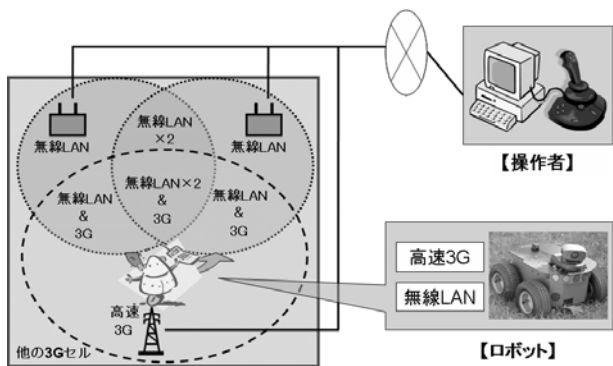 無線LAN
無線LAN
×2
無線LAN
無線LAN
&
3G
無線LAN×2
&
3G
無線LAN
&
3G
高速
3G
他の3Gセル
【操作者】
高速3G
無線LAN
【ロボット】